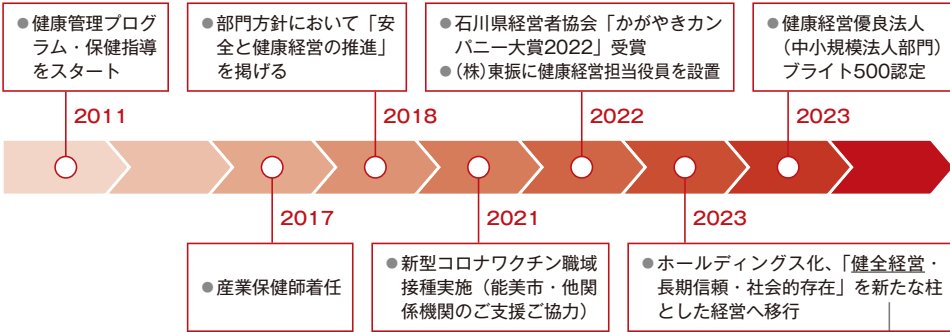 ●健康管理プログ
ラム・保健指導
をスタート
●部門方針において「安
全と健康経営の推進」
を掲げる
●石川県経営者協会「かがやきカン
パニー大賞2022」受賞
●(株)東振に健康経営担当役員を設置
●健康経営優良法人
(中小規模法人部門)
ブライト500認定
2011
2018
2022
2023
2017
2021
2023
●産業保健師着任
●新型コロナワクチン職域
接種実施（能美市・他関
係機関のご支援ご協力）
●ホールディングス化、「健全経営・
長期信頼・社会的存在」を新たな柱
とした経営へ移行